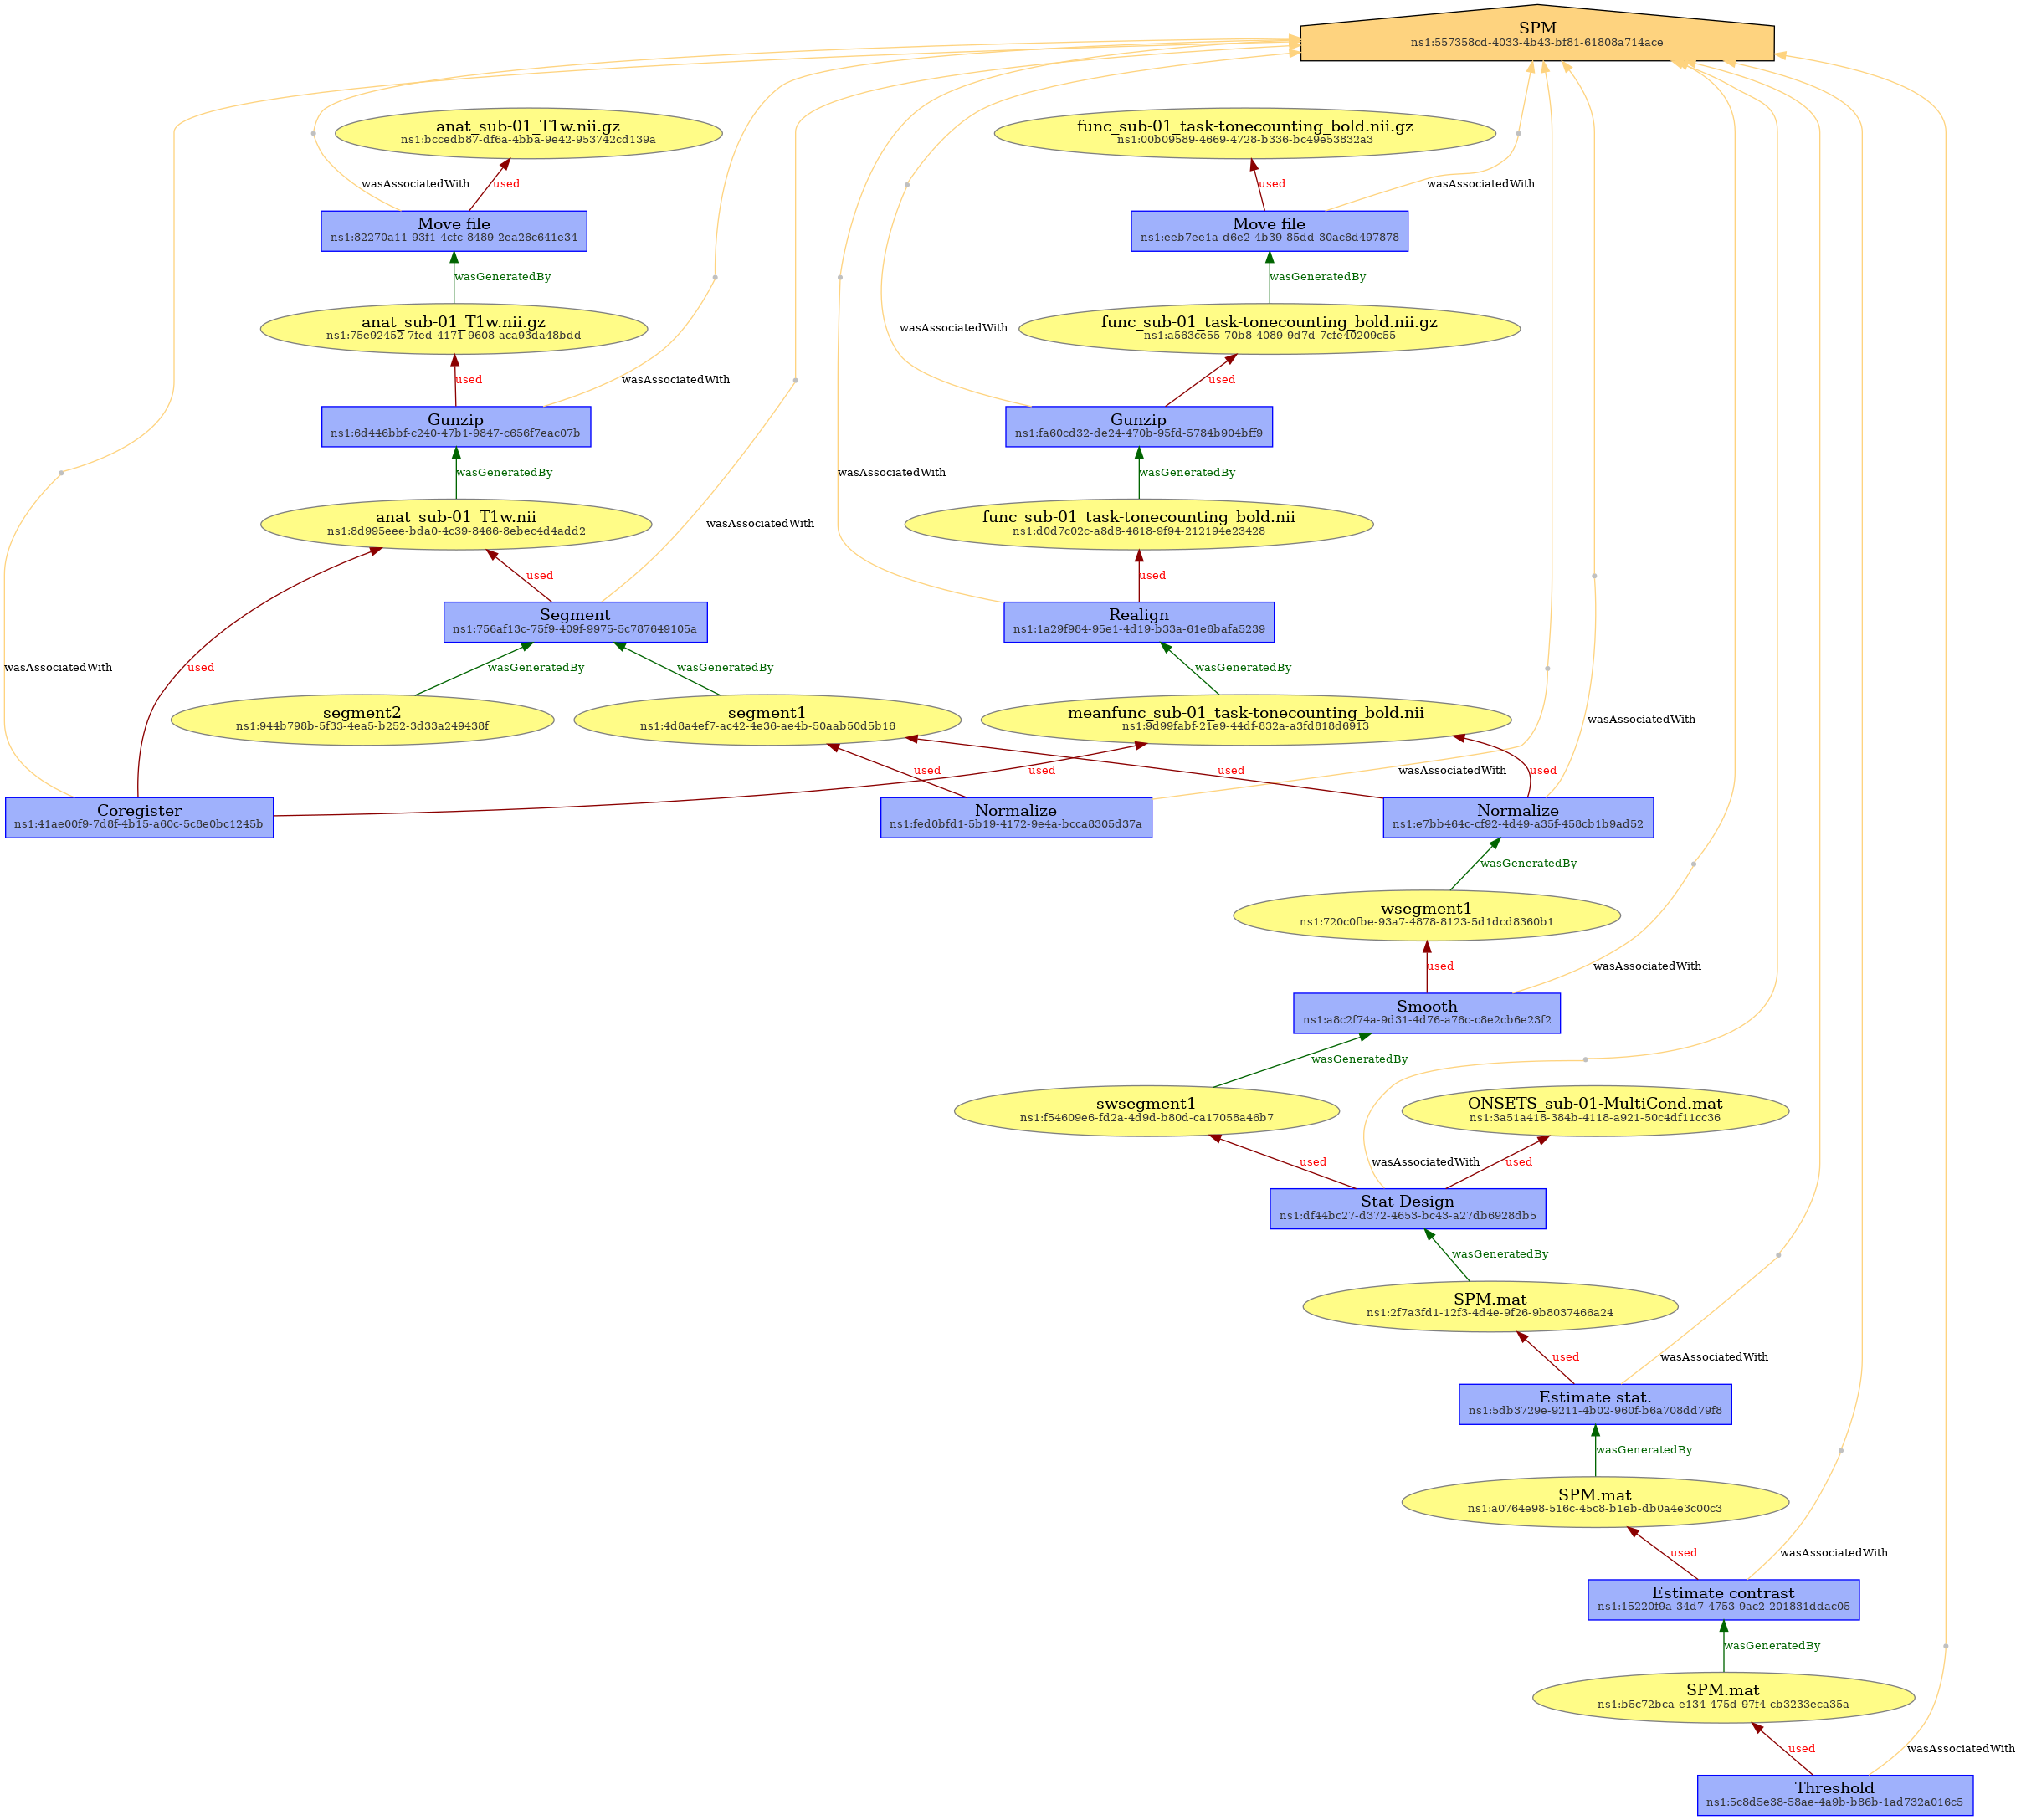 SPM
ns1:557358cd-4033-4b43-bf81-61808a714ace
anat_sub-01_T1w.nii.gz
ns1:bccedb87-df6a-4bba-9e42-953742cd139a
func_sub-01_task-tonecounting_bold.nii.gz
ns1:00b09589-4669-4728-b336-bc49e53832a3
wasAssociatedWith
used
used
wasAssociatedWith
Move file
ns1:82270a11-93f1-4cfc-8489-2ea26c641e34
Move file
ns1:eeb7ee1a-d6e2-4b39-85dd-30ac6d497878
wasGeneratedBy
wasGeneratedBy
anat_sub-01_T1w.nii.gz
ns1:75e92452-7fed-4171-9608-aca93da48bdd
wasAssociatedWith
func_sub-01_task-tonecounting_bold.nii.gz
ns1:a563ce55-70b8-4089-9d7d-7cfe40209c55
used
wasAssociatedWith
used
Gunzip
ns1:6d446bbf-c240-47b1-9847-c656f7eac07b
Gunzip
ns1:fa60cd32-de24-470b-95fd-5784b904bff9
wasGeneratedBy
wasAssociatedWith
wasGeneratedBy
anat_sub-01_T1w.nii
ns1:8d995eee-bda0-4c39-8466-8ebec4d4add2
wasAssociatedWith
func_sub-01_task-tonecounting_bold.nii
ns1:d0d7c02c-a8d8-4618-9f94-212194e23428
used
used
Segment
ns1:756af13c-75f9-409f-9975-5c787649105a
Realign
ns1:1a29f984-95e1-4d19-b33a-61e6bafa5239
wasAssociatedWith
used
wasGeneratedBy
wasGeneratedBy
wasGeneratedBy
segment2
ns1:944b798b-5f33-4ea5-b252-3d33a249438f
segment1
ns1:4d8a4ef7-ac42-4e36-ae4b-50aab50d5b16
meanfunc_sub-01_task-tonecounting_bold.nii
ns1:9d99fabf-21e9-44df-832a-a3fd818d6913
wasAssociatedWith
used
used
used
wasAssociatedWith
used
Coregister
ns1:41ae00f9-7d8f-4b15-a60c-5c8e0bc1245b
Normalize
ns1:fed0bfd1-5b19-4172-9e4a-bcca8305d37a
Normalize
ns1:e7bb464c-cf92-4d49-a35f-458cb1b9ad52
wasGeneratedBy
wsegment1
ns1:720c0fbe-93a7-4878-8123-5d1dcd8360b1
used
wasAssociatedWith
Smooth
ns1:a8c2f74a-9d31-4d76-a76c-c8e2cb6e23f2
wasGeneratedBy
swsegment1
ns1:f54609e6-fd2a-4d9d-b80d-ca17058a46b7
ONSETS_sub-01-MultiCond.mat
ns1:3a51a418-384b-4118-a921-50c4df11cc36
used
wasAssociatedWith
used
Stat Design
ns1:df44bc27-d372-4653-bc43-a27db6928db5
wasGeneratedBy
SPM.mat
ns1:2f7a3fd1-12f3-4d4e-9f26-9b8037466a24
used
wasAssociatedWith
Estimate stat.
ns1:5db3729e-9211-4b02-960f-b6a708dd79f8
wasGeneratedBy
SPM.mat
ns1:a0764e98-516c-45c8-b1eb-db0a4e3c00c3
used
wasAssociatedWith
Estimate contrast
ns1:15220f9a-34d7-4753-9ac2-201831ddac05
wasGeneratedBy
SPM.mat
ns1:b5c72bca-e134-475d-97f4-cb3233eca35a
used
wasAssociatedWith
Threshold
ns1:5c8d5e38-58ae-4a9b-b86b-1ad732a016c5